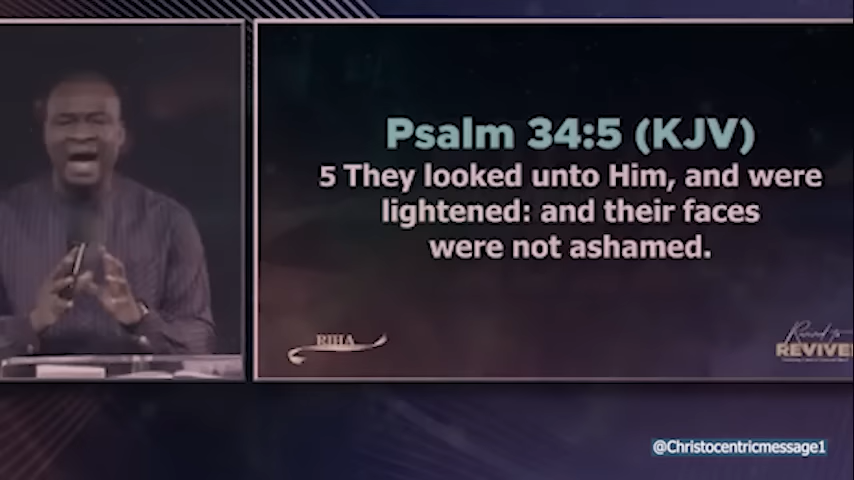 Psalm 34:5 (KJV)
5 They looked unto Him, and were
lightened: and their faces
were not ashamed.
RIHA
REVIVE
@Christocentricmessage1